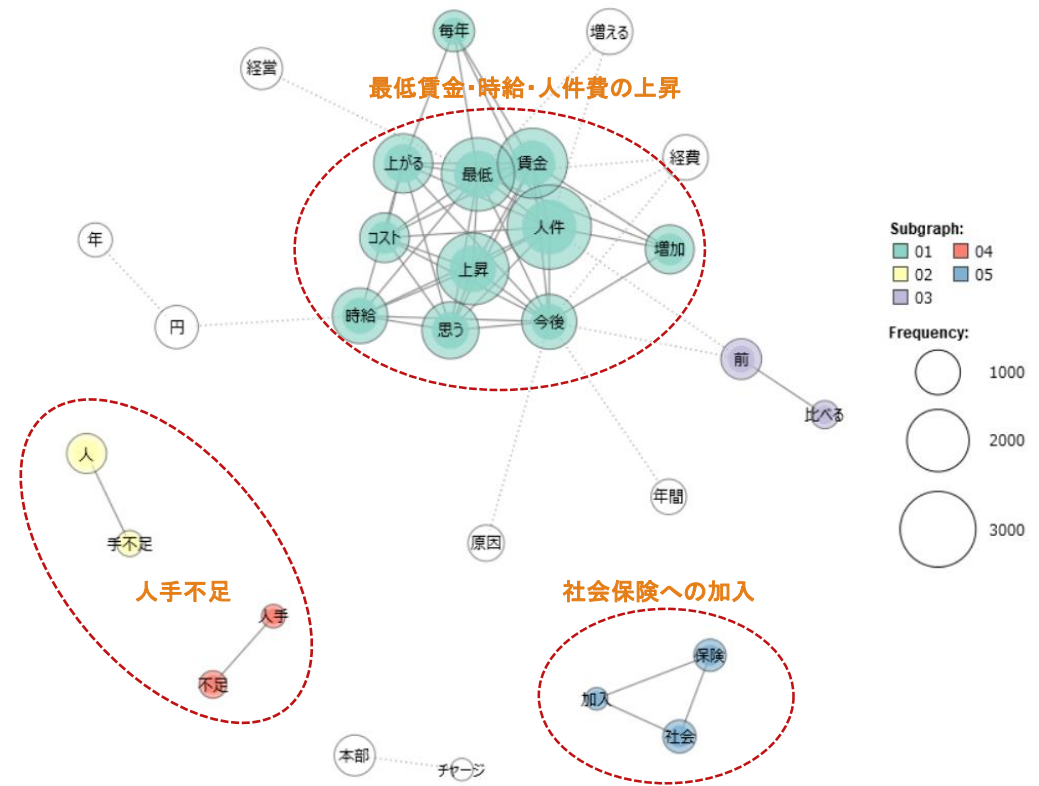 毎年
増える
経営
最低賃金・時給・人件費の上昇
上がる
最低
賃金
経費
人件
コスト
年
増加
上昇
円
時給
思う
今後
前
比べる
Subgraph:
01
04
02
05
03
Frequency:
1000
2000
3000
人
手不足
年間
原因
人手不足
社会保険への加入
人手
不足
保険
加入
社会
本部
チャージ